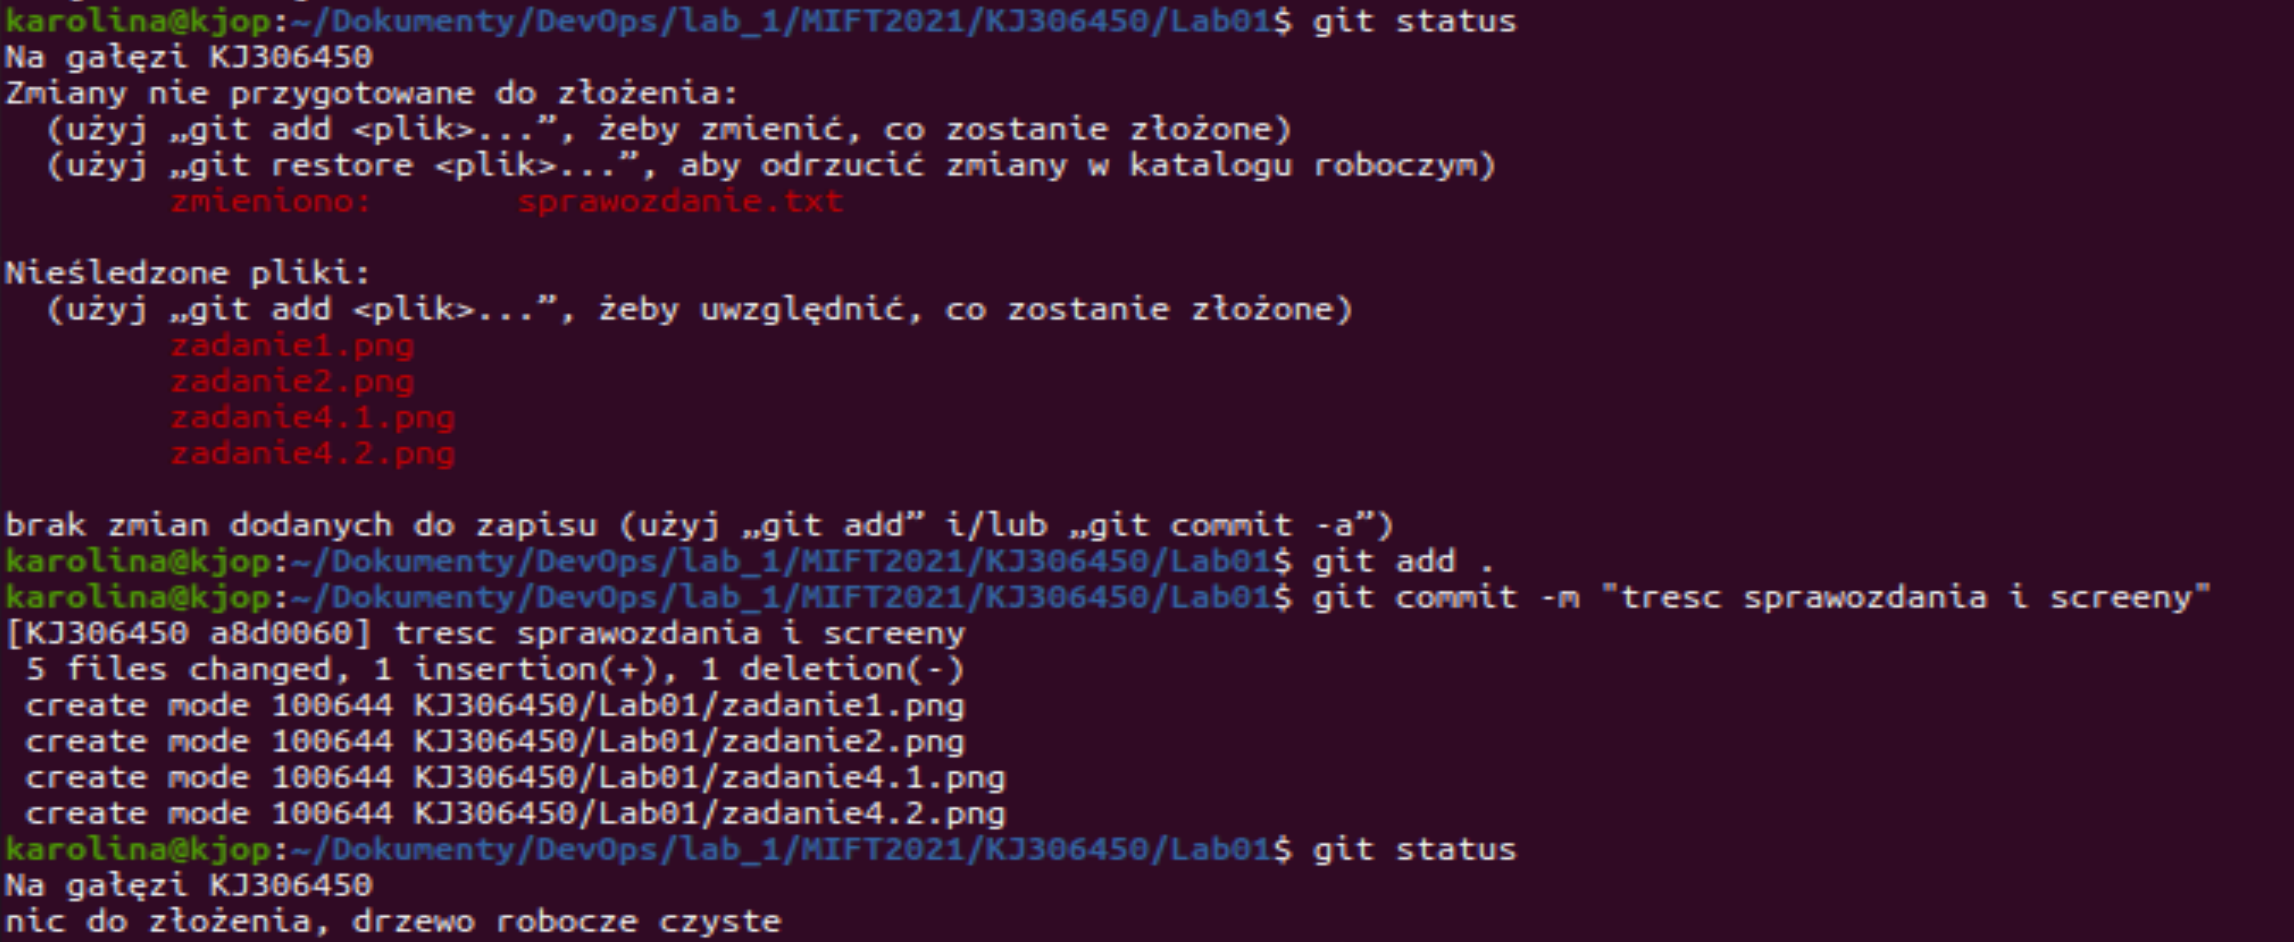 karolina@kjop:~/Dokumenty/DevOps/lab_1/MIFT2021/KJ306450/Lab01$ git status
Na gałęzi KJ306450
Zmiany nie przygotowane do złożenia:
  (użyj „git add <plik>...”, żeby zmienić, co zostanie złożone)
  (użyj „git restore <plik>...”, aby odrzucić zmiany w katalogu roboczym)
        zmieniono:       sprawozdanie.txt

Nieśledzone pliki:
  (użyj „git add <plik>...”, żeby uwzględnić, co zostanie złożone)
        zadanie1.png
        zadanie2.png
        zadanie4.1.png
        zadanie4.2.png

brak zmian dodanych do zapisu (użyj „git add” i/lub „git commit -a”)
karolina@kjop:~/Dokumenty/DevOps/lab_1/MIFT2021/KJ306450/Lab01$ git add .
karolina@kjop:~/Dokumenty/DevOps/lab_1/MIFT2021/KJ306450/Lab01$ git commit -m "tresc sprawozdania i screeny"
[KJ306450 a8d0060] tresc sprawozdania i screeny
 5 files changed, 1 insertion(+), 1 deletion(-)
 create mode 100644 KJ306450/Lab01/zadanie1.png
 create mode 100644 KJ306450/Lab01/zadanie2.png
 create mode 100644 KJ306450/Lab01/zadanie4.1.png
 create mode 100644 KJ306450/Lab01/zadanie4.2.png
karolina@kjop:~/Dokumenty/DevOps/lab_1/MIFT2021/KJ306450/Lab01$ git status
Na gałęzi KJ306450
nic do złożenia, drzewo robocze czyste